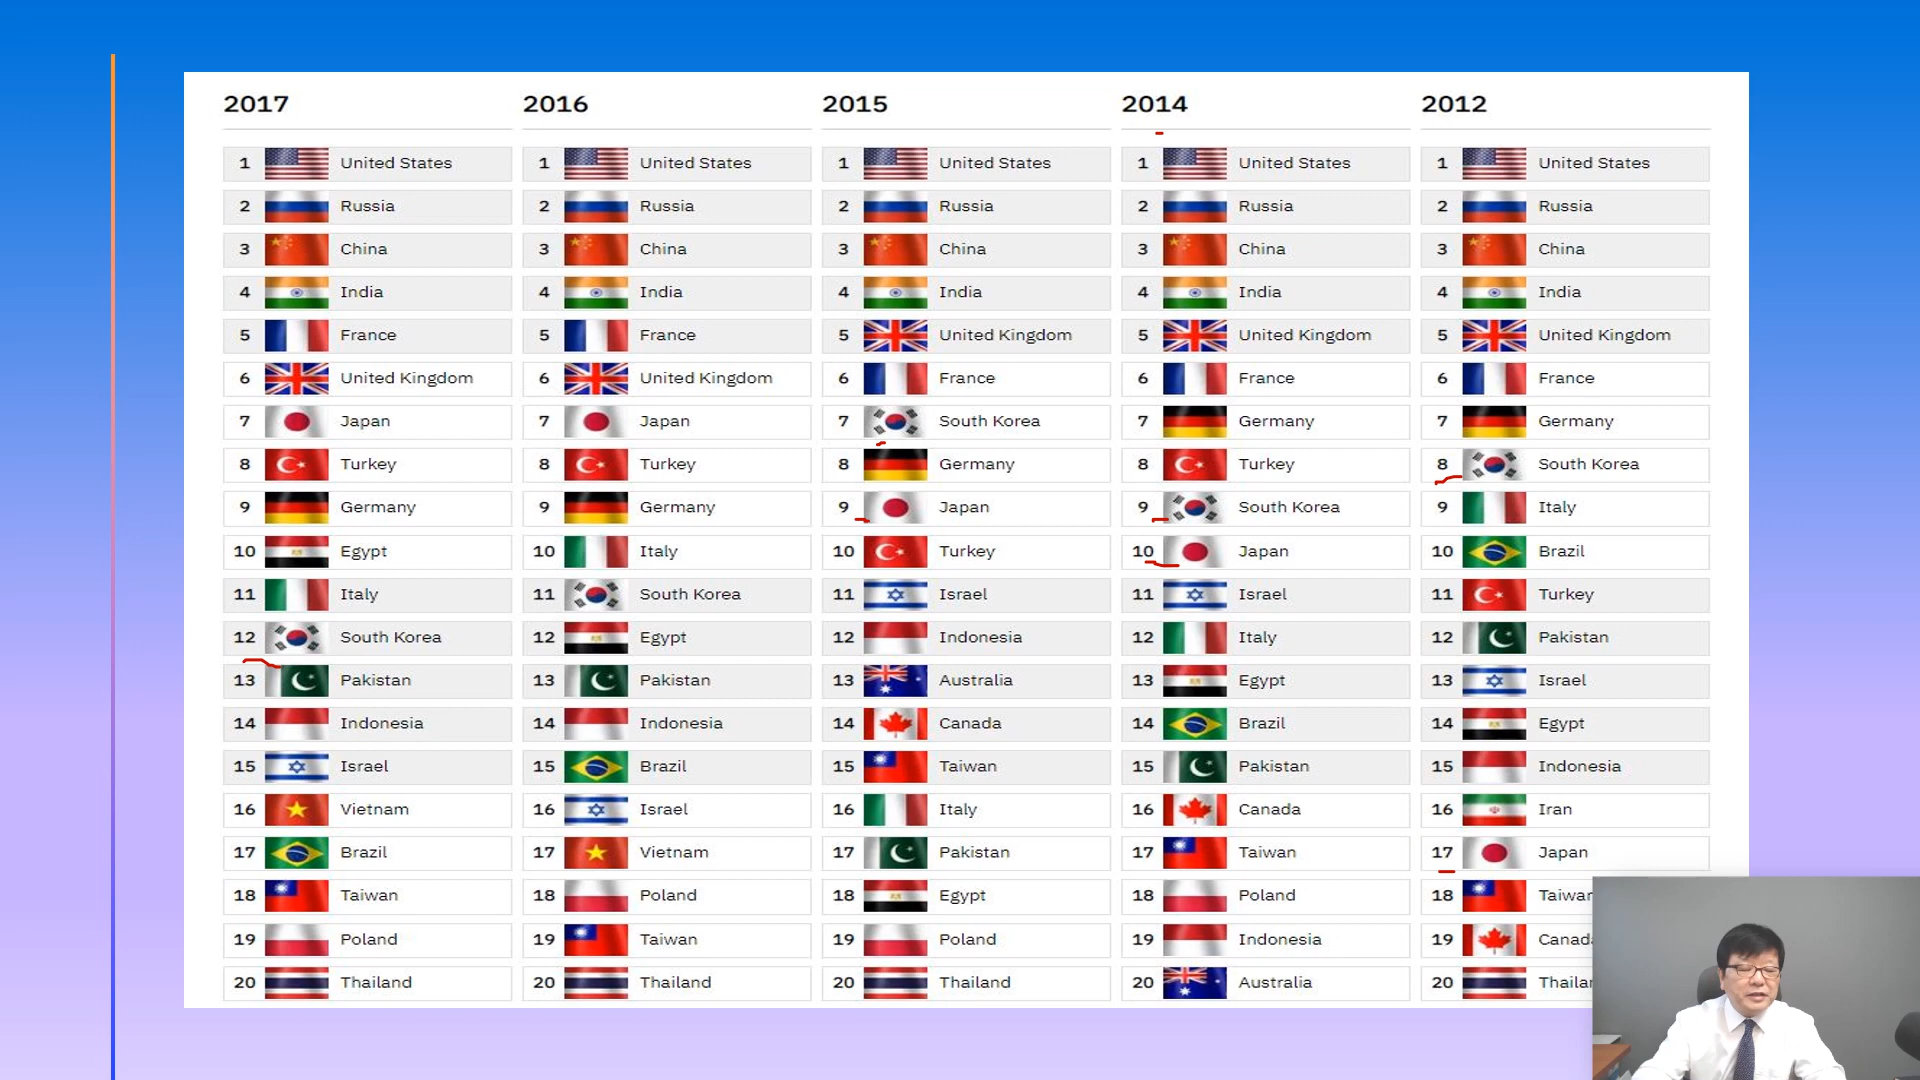 2017
1 United States
2 Russia
3 China
4 India
5 France
6 United Kingdom
7 Japan
8 Turkey
9 Germany
10 Egypt
11 Italy
12 South Korea
13 Pakistan
14 Indonesia
15 Israel
16 Vietnam
17 Brazil
18 Taiwan
19 Poland
20 Thailand
2016
1 United States
2 Russia
3 China
4 India
5 France
6 United Kingdom
7 Japan
8 Turkey
9 Germany
10 Italy
11 South Korea
12 Egypt
13 Pakistan
14 Indonesia
15 Brazil
16 Israel
17 Vietnam
18 Poland
19 Taiwan
20 Thailand
2015
1 United States
2 Russia
3 China
4 India
5 United Kingdom
6 France
7 South Korea
8 Germany
9 Japan
10 Turkey
11 Israel
12 Indonesia
13 Australia
14 Canada
15 Taiwan
16 Italy
17 Pakistan
18 Egypt
19 Poland
20 Thailand
2014
1 United States
2 Russia
3 China
4 India
5 United Kingdom
6 France
7 Germany
8 Turkey
9 South Korea
10 Japan
11 Israel
12 Italy
13 Egypt
14 Brazil
15 Pakistan
16 Canada
17 Taiwan
18 Poland
19 Indonesia
20 Australia
2012
1 United States
2 Russia
3 China
4 India
5 United Kingdom
6 France
7 Germany
8 South Korea
9 Italy
10 Brazil
11 Turkey
12 Pakistan
13 Israel
14 Egypt
15 Indonesia
16 Iran
17 Japan
18
19
20